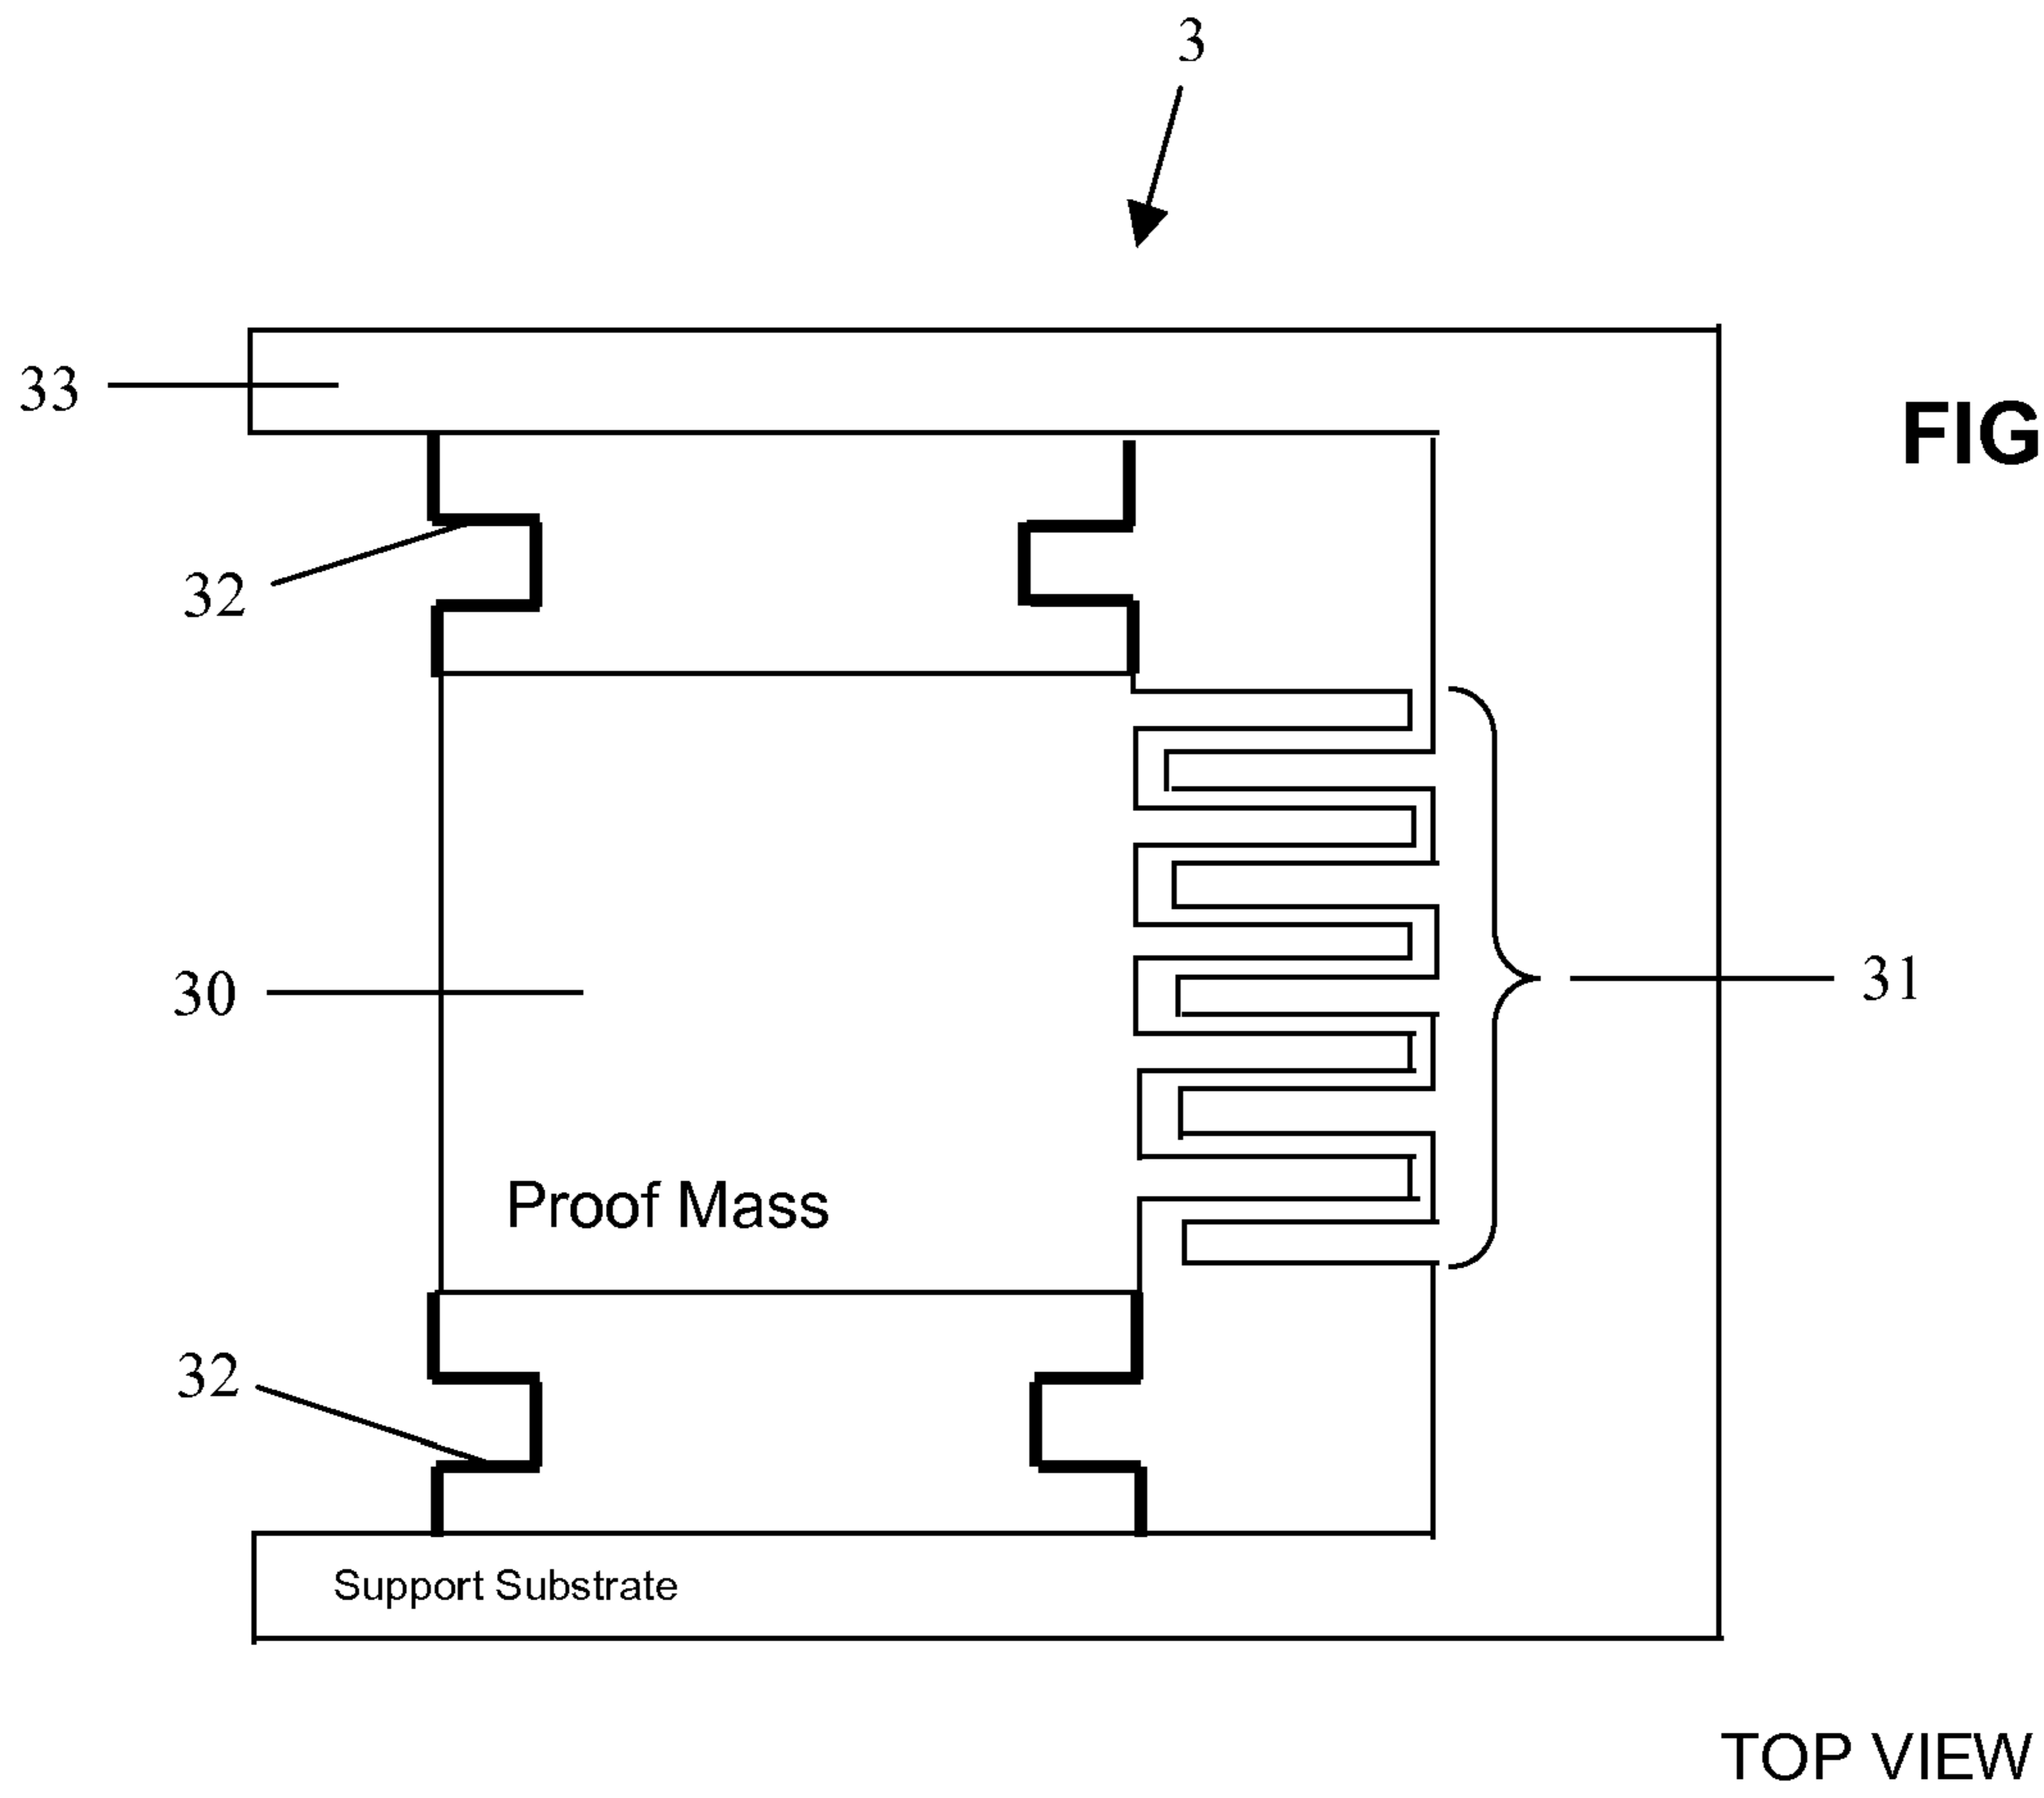 3
33
FIG
32
30
31
Proof Mass
32
Support Substrate
TOP VIEW